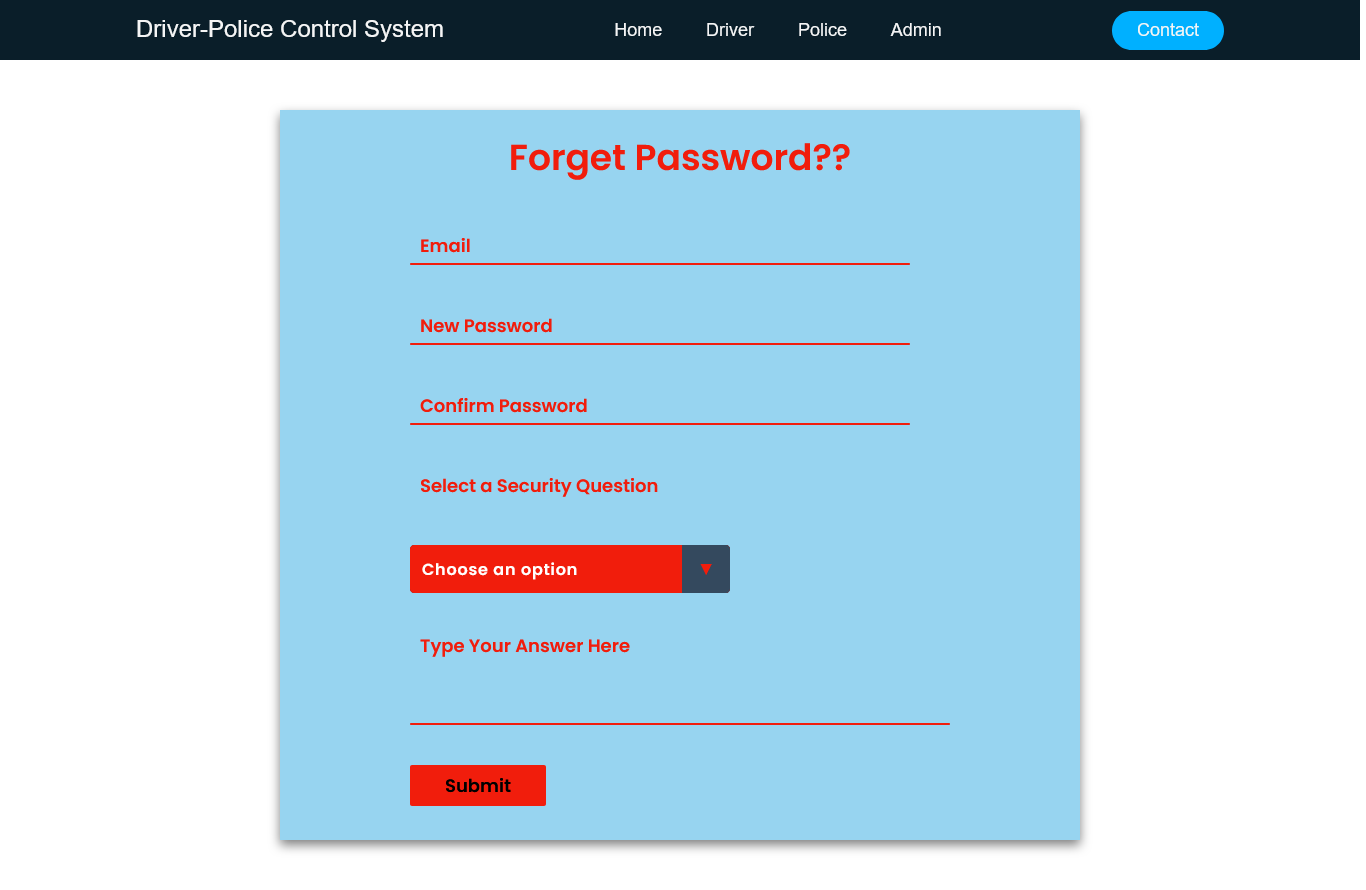 Driver-Police Control System Home Driver Police Admin Contact
Forget Password??
Email
New Password
Confirm Password
Select a Security Question
Choose an option ▼
Type Your Answer Here
Submit